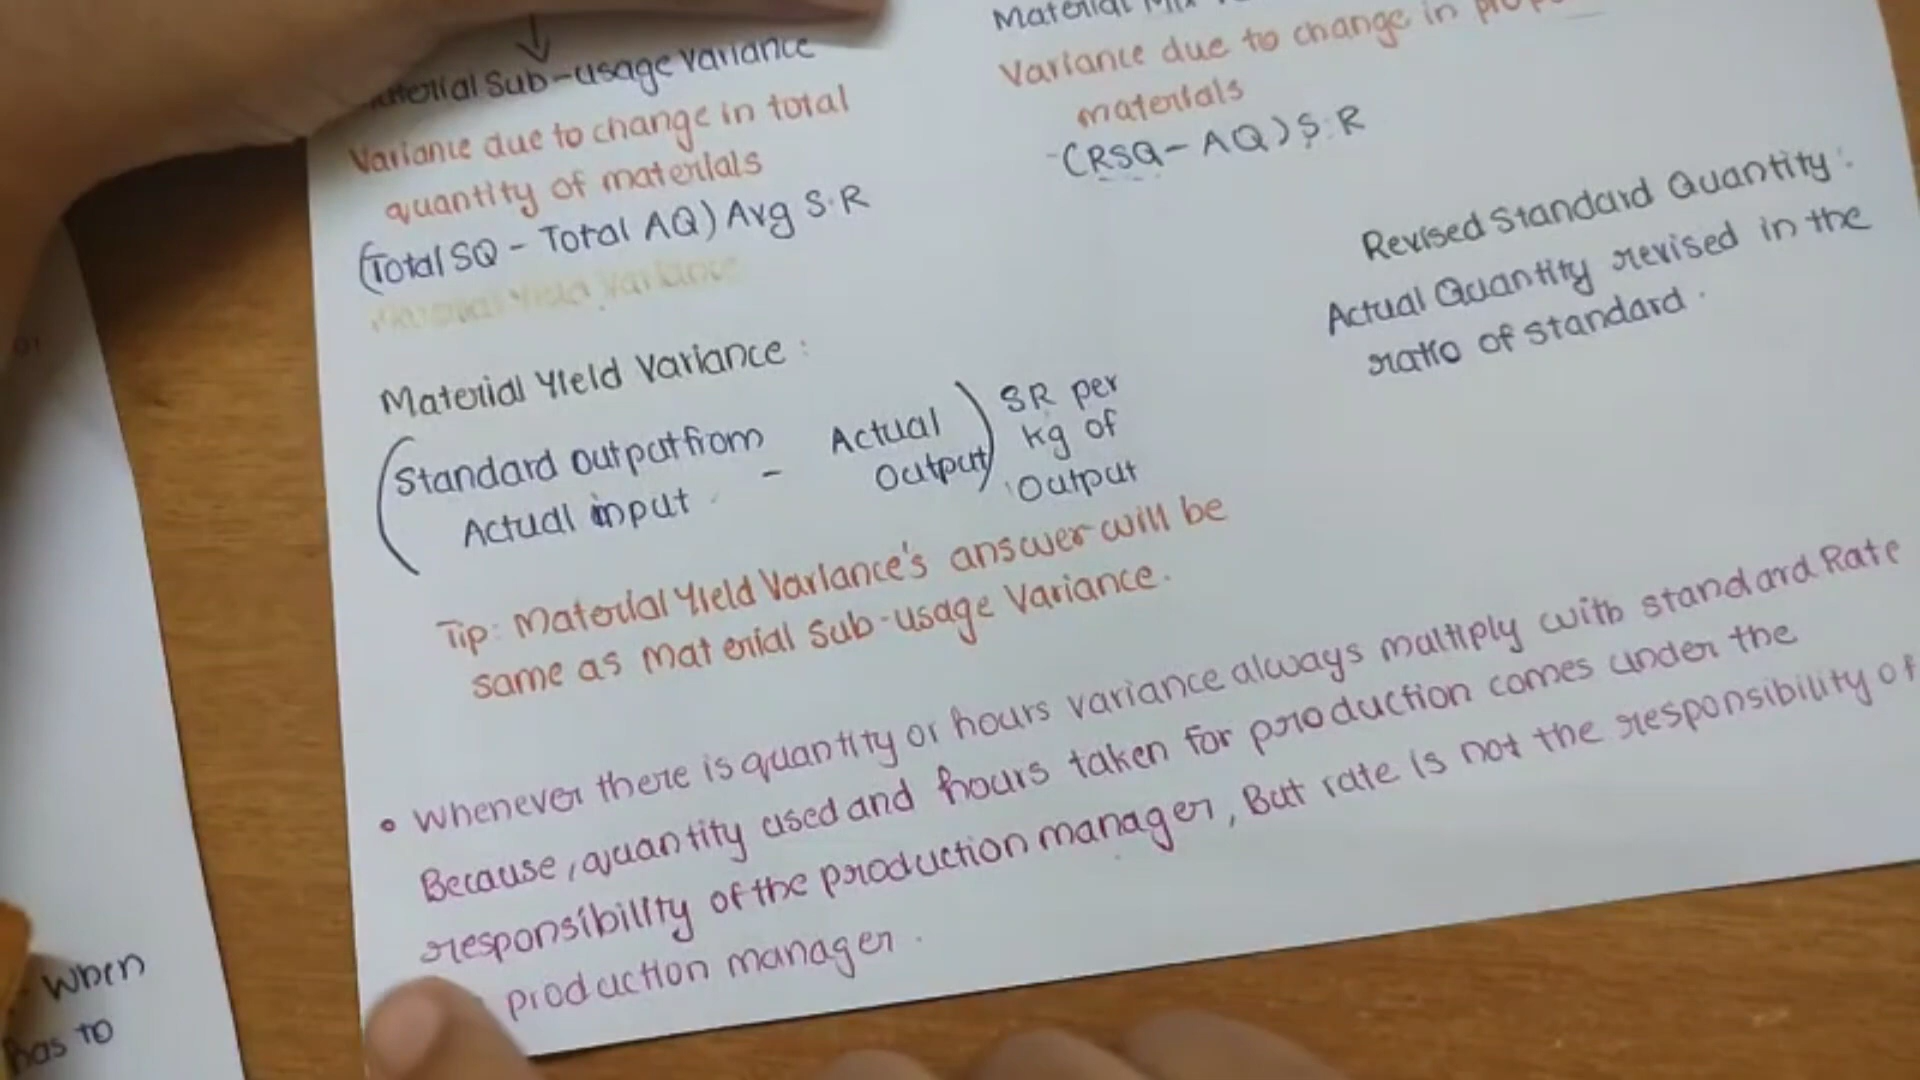 Material Sub-usage Variance
Variance due to change in total
quantity of materials
(Total SQ - Total AQ) Avg S.R
Material Yield Variance
Material Yield Variance :
(Standard output from Actual input - Actual Output) SR per kg of Output
Tip: Material Yield Variance's answer will be
same as material sub-usage Variance.
Material Mix
Variance due to change in
materials
(RSQ - AQ) S.R
Revised Standard Quantity :
Actual Quantity revised in the
ratio of standard.
• Whenever there is quantity or hours variance always multiply with standard Rate
Because, quantity used and hours taken for production comes under the
responsibility of the production manager, But rate is not the responsibility of
production manager.
when
has to